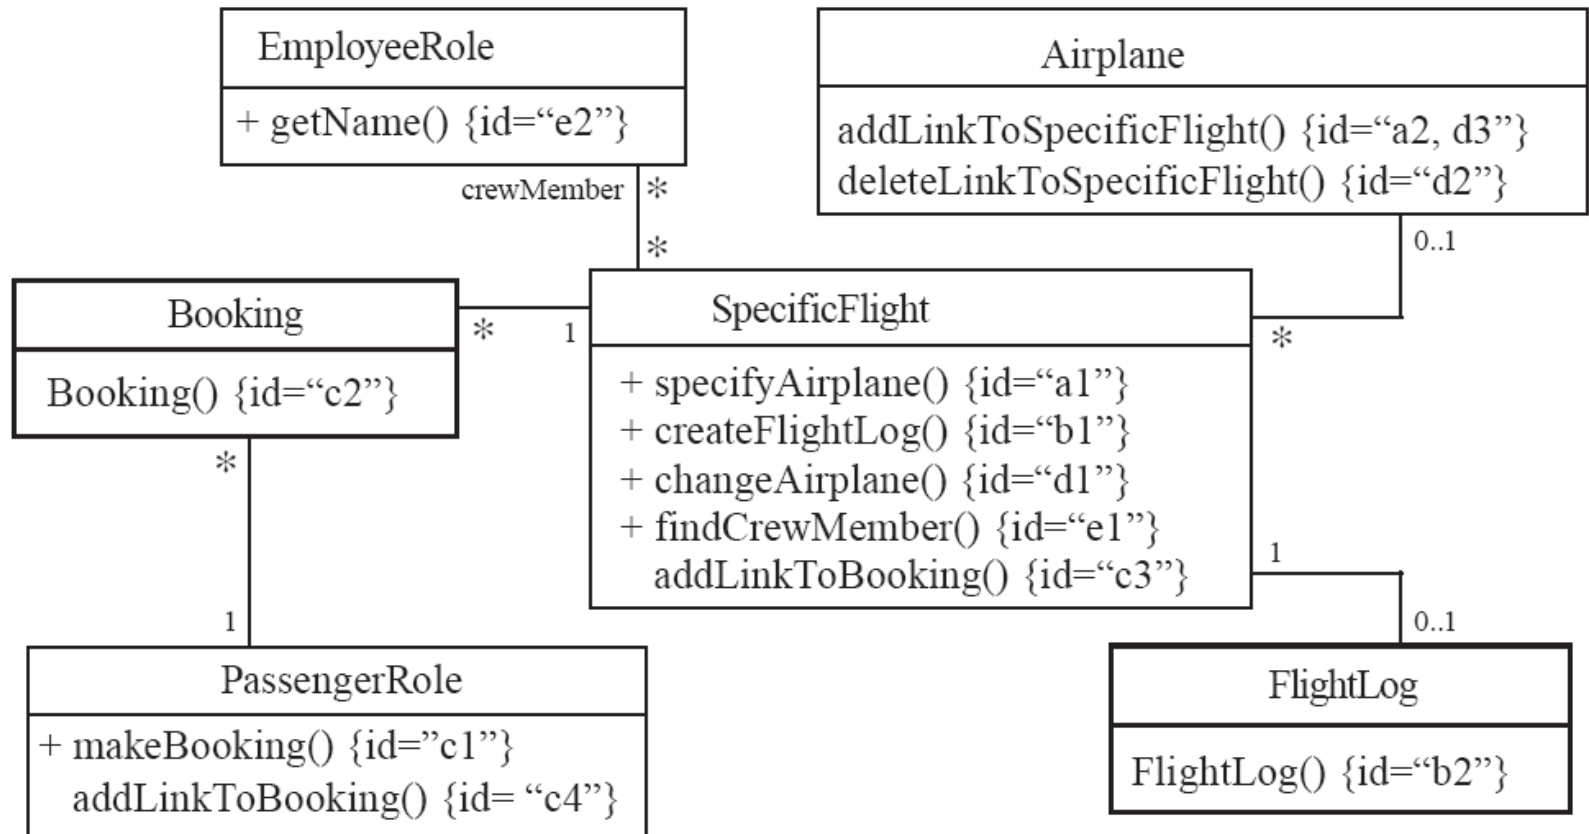 EmployeeRole
+ getName() {id=“e2”}
crewMember
*
*
Airplane
addLinkToSpecificFlight() {id=“a2, d3”}
deleteLinkToSpecificFlight() {id=“d2”}
0..1
*
Booking
Booking() {id=“c2”}
*
1
*
1
SpecificFlight
+ specifyAirplane() {id=“a1”}
+ createFlightLog() {id=“b1”}
+ changeAirplane() {id=“d1”}
+ findCrewMember() {id=“e1”}
addLinkToBooking() {id=“c3”}
1
0..1
PassengerRole
+ makeBooking() {id=”c1”}
addLinkToBooking() {id= “c4”}
FlightLog
FlightLog() {id=“b2”}